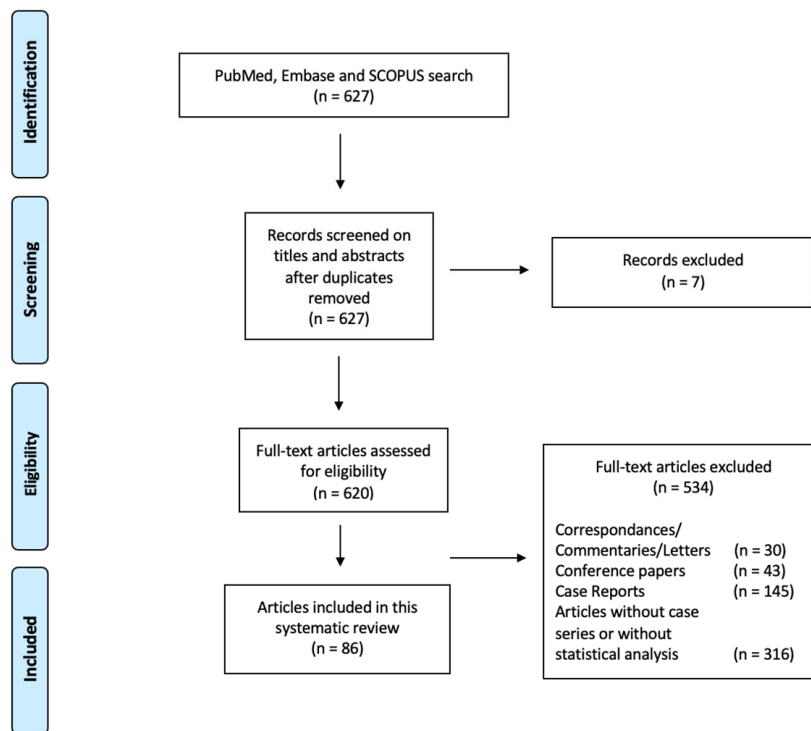 Identification
PubMed, Embase and SCOPUS search
(n = 627)
Screening
Records screened on
titles and abstracts
after duplicates
removed
(n = 627)
Records excluded
(n = 7)
Eligibility
Full-text articles assessed
for eligibility
(n = 620)
Full-text articles excluded
(n = 534)
Correspondances/
Commentaries/Letters (n = 30)
Conference papers (n = 43)
Case Reports (n = 145)
Articles without case
series or without
statistical analysis (n = 316)
Included
Articles included in this
systematic review
(n = 86)